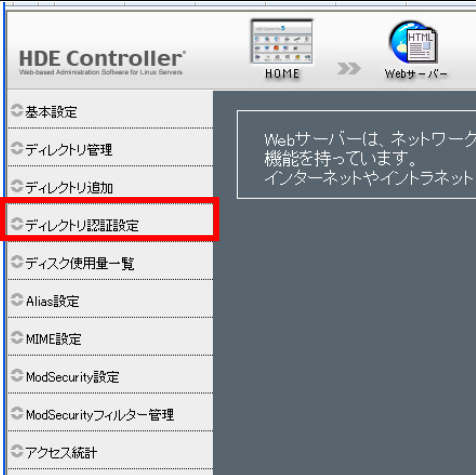 HDE Controller
Web-based Administration Software for Linux Servers
HOME
HTML
Webサーバー
基本設定
ディレクトリ管理
ディレクトリ追加
ディレクトリ認証設定
ディスク使用量一覧
Alias設定
MIME設定
ModSecurity設定
ModSecurityフィルター管理
アクセス統計
Webサーバーは、ネットワーク
機能を持っています。
インターネットやイントラネット